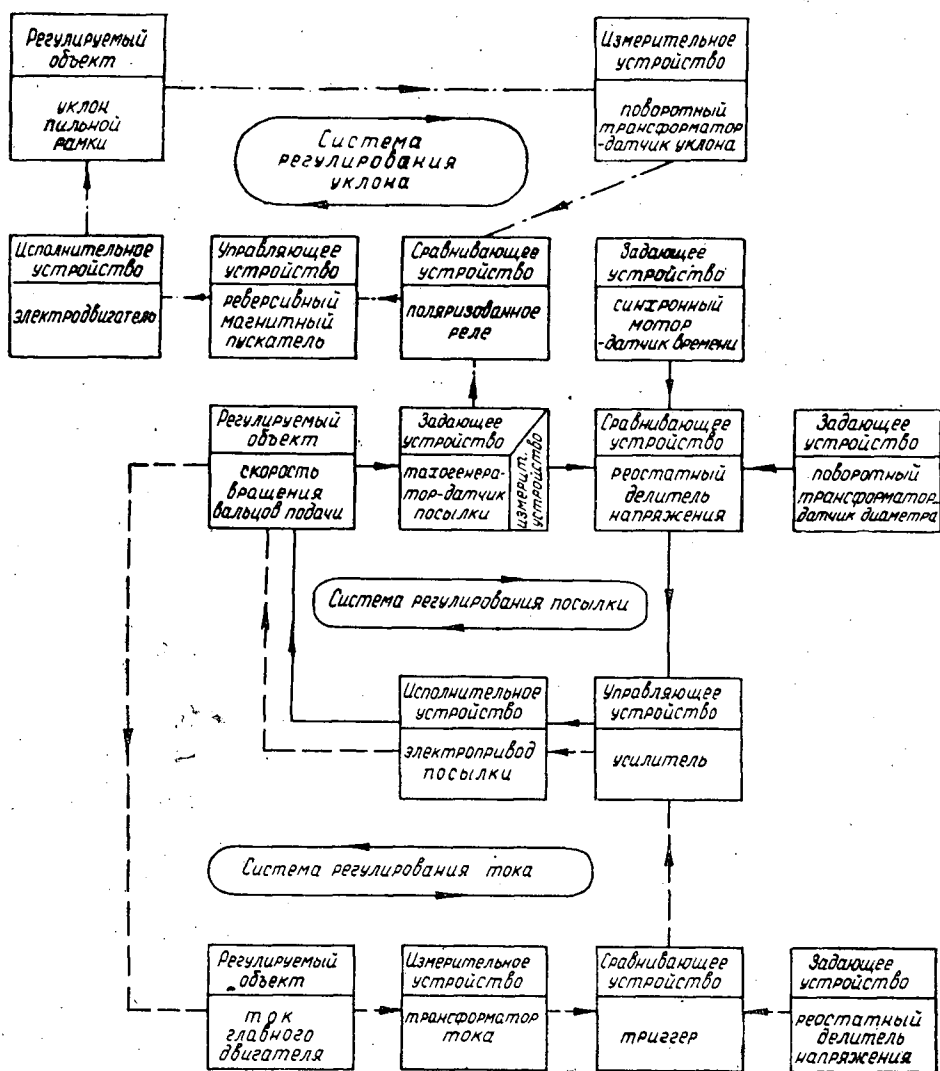 Регулируемый
объект
уклон
пильной
рамки
Измерительное
устройство
поворотный
трансформатор
-датчик уклона
Система
регулирования
уклона
Исполнительное
устройство
электродвигатель
Управляющее
устройство
реверсивный
магнитный
пускатель
Сравнивающее
устройство
поляризованное
реле
Задающее
устройство
синхронный
мотор
-датчик времени
Регулируемый
объект
скорость
вращения
вальцов подачи
Задающее
устройство
тахогенера-
тор-датчик
посылки
измерит.
устройство
Сравнивающее
устройство
реостатный
делитель
напряжения
Задающее
устройство
поворотный
трансформатор-
датчик диаметра
Система регулирования посылки
Исполнительное
устройство
электропривод
посылки
Управляющее
устройство
усилитель
Система регулирования тока
Регулируемый
объект
ток
главного
двигателя
Измерительное
устройство
трансформатор
тока
Сравнивающее
устройство
триггер
Задающее
устройство
реостатный
делитель
напряжения